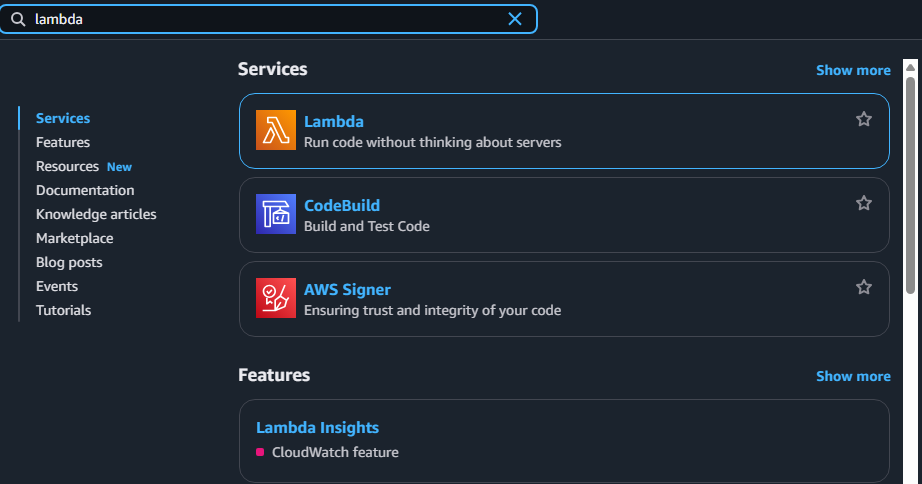 lambda
Services
Show more
Services
Features
Resources New
Documentation
Knowledge articles
Marketplace
Blog posts
Events
Tutorials
Lambda
Run code without thinking about servers
CodeBuild
Build and Test Code
AWS Signer
Ensuring trust and integrity of your code
Features
Show more
Lambda Insights
CloudWatch feature